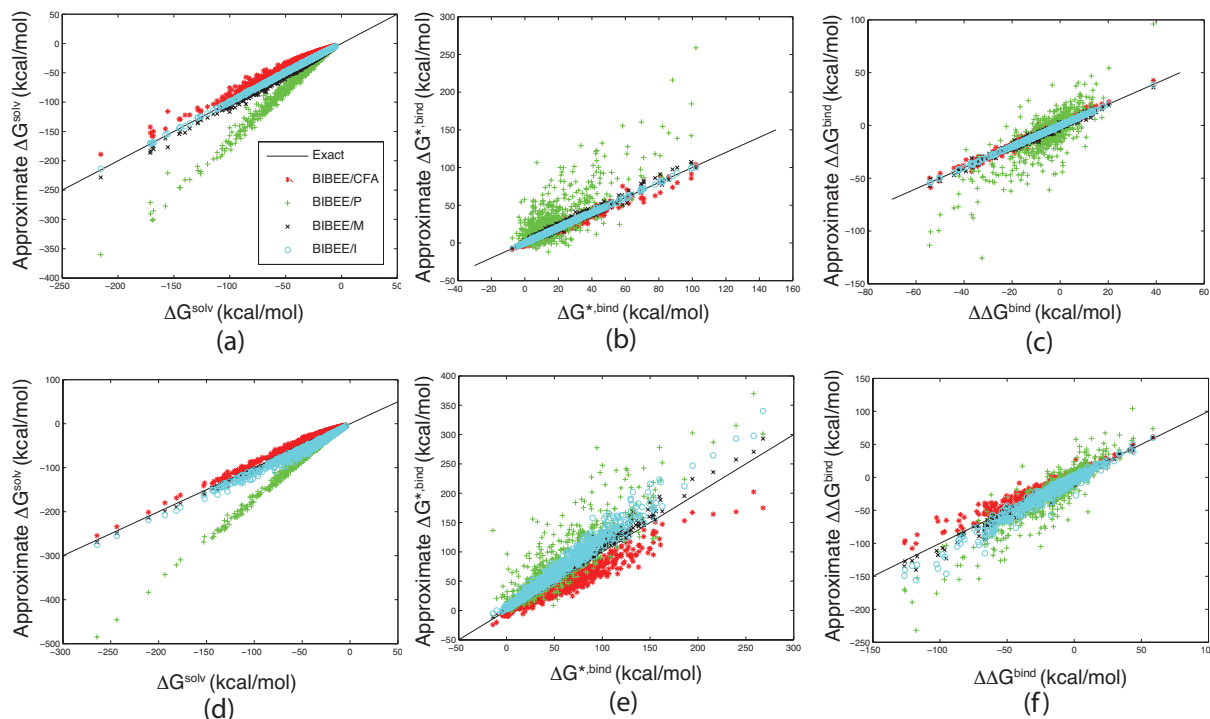 50
0
−50
−100
−150
−200
−250
−300
−350
−400
−250 −200 −150 −100 −50 0 50
Approximate ΔG^solv (kcal/mol)
ΔG^solv (kcal/mol)
Exact
BIBEE/CFA
BIBEE/P
BIBEE/M
BIBEE/I
(a)
300
250
200
150
100
50
0
−50
−40 −20 0 20 40 60 80 100 120 140 160
Approximate ΔG^*,bind (kcal/mol)
ΔG^*,bind (kcal/mol)
(b)
100
50
0
−50
−100
−150
−80 −60 −40 −20 0 20 40 60
Approximate ΔΔG^bind (kcal/mol)
ΔΔG^bind (kcal/mol)
(c)
100
0
−100
−200
−300
−400
−500
−300 −250 −200 −150 −100 −50 0 50
Approximate ΔG^solv (kcal/mol)
ΔG^solv (kcal/mol)
(d)
400
350
300
250
200
150
100
50
0
−50
−50 0 50 100 150 200 250 300
Approximate ΔG^*,bind (kcal/mol)
ΔG^*,bind (kcal/mol)
(e)
150
100
50
0
−50
−100
−150
−200
−250
−150 −100 −50 0 50 100
Approximate ΔΔG^bind (kcal/mol)
ΔΔG^bind (kcal/mol)
(f)